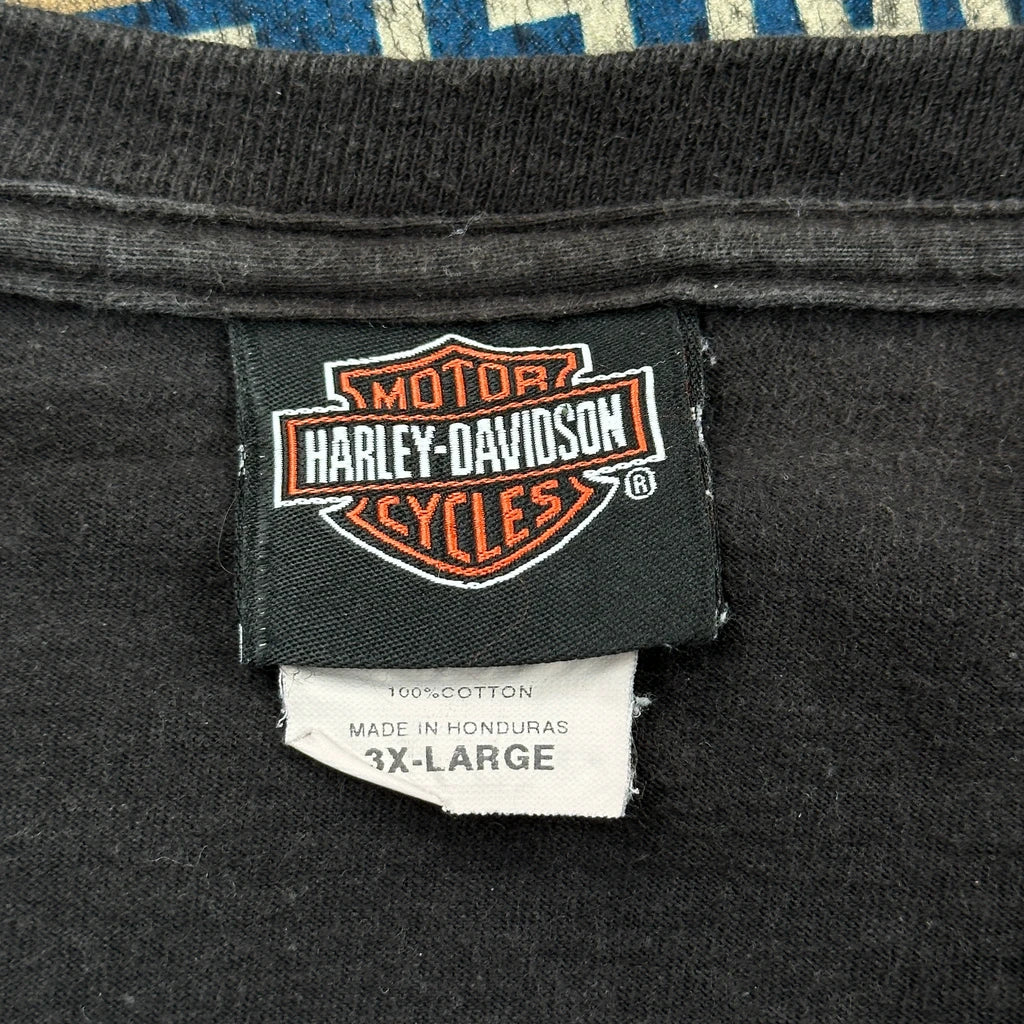 MOTOR
HARLEY-DAVIDSON
CYCLES
®
100%COTTON
MADE IN HONDURAS
3X-LARGE